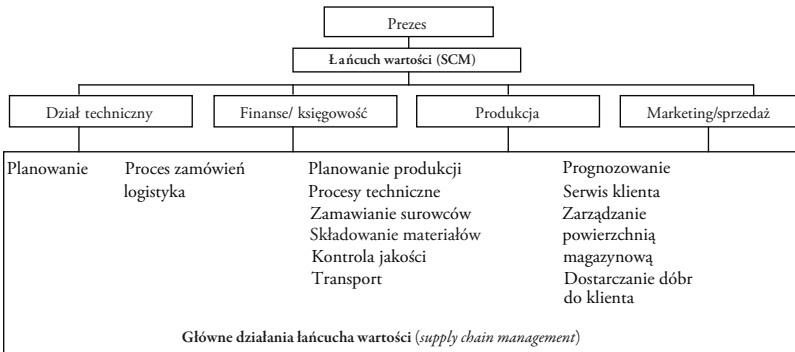 Prezes
Łańcuch wartości (SCM)
Dział techniczny
Finanse/ księgowość
Produkcja
Marketing/sprzedaż
Planowanie
Proces zamówień
logistyka
Planowanie produkcji
Procesy techniczne
Zamawianie surowców
Składowanie materiałów
Kontrola jakości
Transport
Prognozowanie
Serwis klienta
Zarządzanie
powierzchnią
magazynową
Dostarczanie dóbr
do klienta
Główne działania łańcucha wartości (supply chain management)